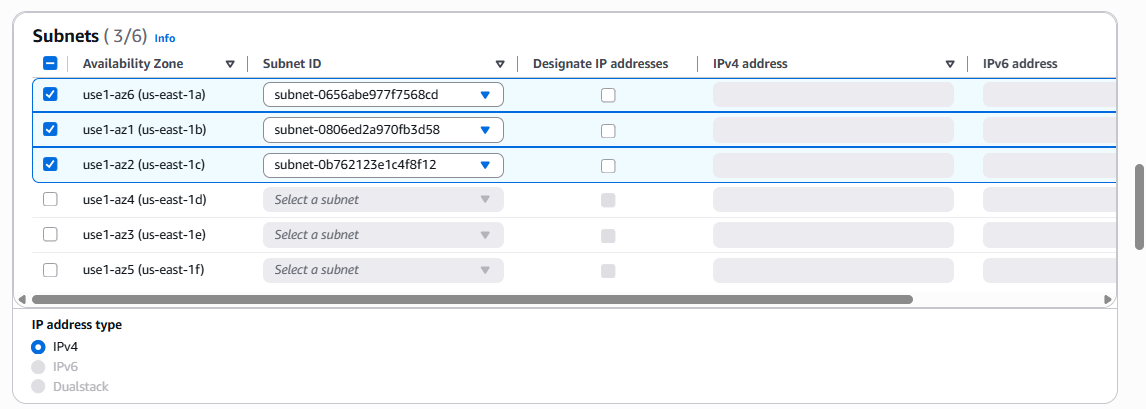 Subnets ( 3/6) Info
Availability Zone Subnet ID Designate IP addresses IPv4 address IPv6 address
use1-az6 (us-east-1a) subnet-0656abe977f7568cd
use1-az1 (us-east-1b) subnet-0806ed2a970fb3d58
use1-az2 (us-east-1c) subnet-0b762123e1c4f8f12
use1-az4 (us-east-1d) Select a subnet
use1-az3 (us-east-1e) Select a subnet
use1-az5 (us-east-1f) Select a subnet
IP address type
IPv4
IPv6
Dualstack